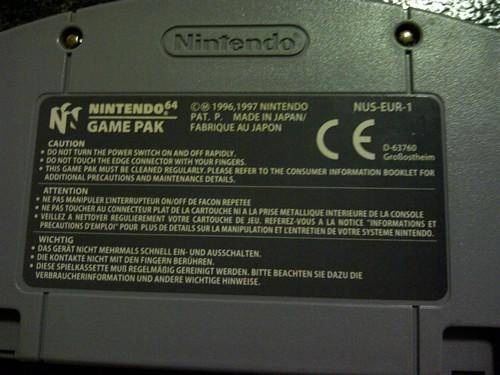 Nintendo
NINTENDO 64
GAME PAK
©Ⓜ 1996,1997 NINTENDO
PAT. P. MADE IN JAPAN/
FABRIQUE AU JAPON
NUS-EUR-1
CE
D-63760
Großostheim
CAUTION
• DO NOT TURN THE POWER SWITCH ON AND OFF RAPIDLY.
• DO NOT TOUCH THE EDGE CONNECTOR WITH YOUR FINGERS.
• THIS GAME PAK MUST BE CLEANED REGULARLY. PLEASE REFER TO THE CONSUMER INFORMATION BOOKLET FOR
ADDITIONAL PRECAUTIONS AND MAINTENANCE DETAILS.
ATTENTION
• NE PAS MANIPULER L'INTERRUPTEUR ON/OFF DE FACON REPETEE
• NE PAS TOUCHER AU CONNECTEUR PLAT DE LA CARTOUCHE NI A LA PRISE METALLIQUE INTERIEURE DE LA CONSOLE
• VEILLEZ A NETTOYER REGULIEREMENT VOTRE CARTOUCHE DE JEU. REFEREZ-VOUS A LA NOTICE "INFORMATIONS ET
PRECAUTIONS D'EMPLOI" POUR PLUS DE DETAILS SUR LA MANIPULATION ET L'ENTRETIEN DE VOTRE SYSTEME NINTENDO.
WICHTIG
• DAS GERÄT NICHT MEHRMALS SCHNELL EIN- UND AUSSCHALTEN.
• DIE KONTAKTE NICHT MIT DEN FINGERN BERÜHREN.
• DIESE SPIELKASSETTE MUß REGELMÄßIG GEREINIGT WERDEN. BITTE BEACHTEN SIE DAZU DIE
VERBRAUCHERINFORMATION UND ANDERE WICHTIGE HINWEISE.